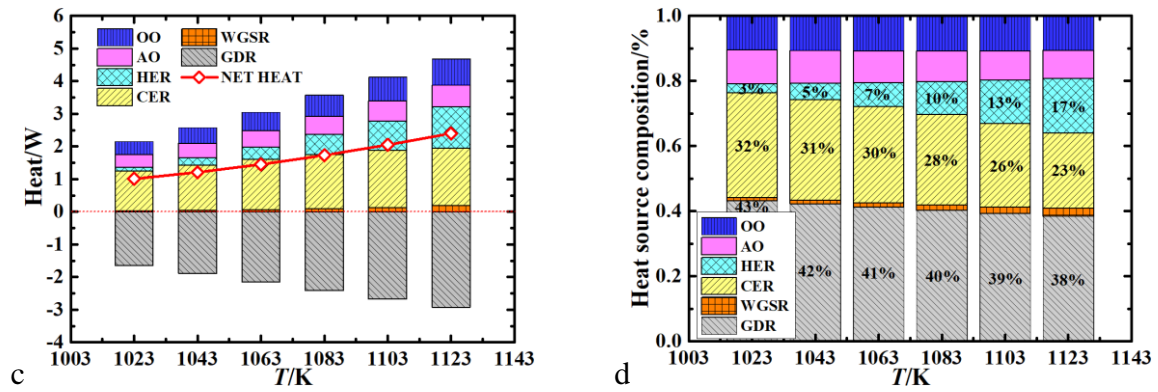 Heat/W
6
5
4
3
2
1
0
-1
-2
-3
-4
OO
AO
HER
CER
WGSR
GDR
NET HEAT
1003 1023 1043 1063 1083 1103 1123 1143
T/K
c
Heat source composition/%
1.0
0.8
0.6
0.4
0.2
0.0
3% 5% 7% 10% 13% 17%
32% 31% 30% 28% 26% 23%
43% 42% 41% 40% 39% 38%
OO
AO
HER
CER
WGSR
GDR
1003 1023 1043 1063 1083 1103 1123 1143
T/K
d